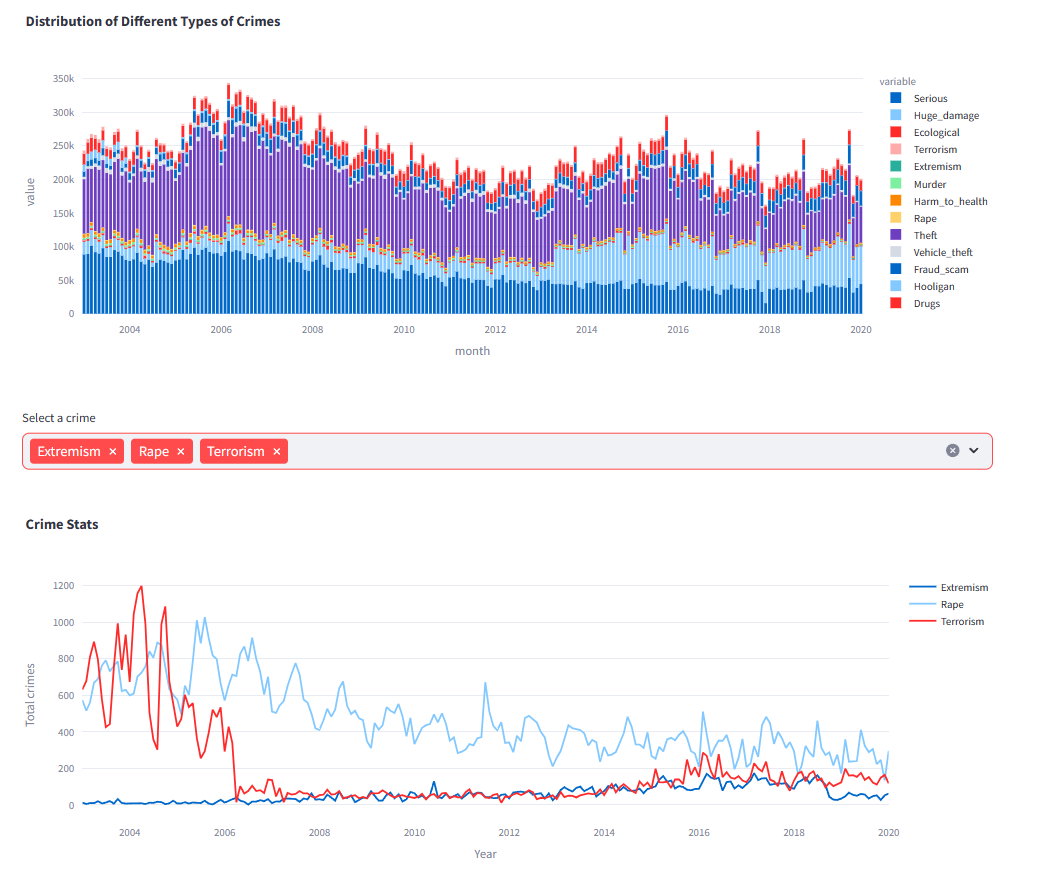 Distribution of Different Types of Crimes
350k
300k
250k
200k
150k
100k
50k
0
value
2004 2006 2008 2010 2012 2014 2016 2018 2020
month
variable
Serious
Huge_damage
Ecological
Terrorism
Extremism
Murder
Harm_to_health
Rape
Theft
Vehicle_theft
Fraud_scam
Hooligan
Drugs
Select a crime
Extremism × Rape × Terrorism ×
Crime Stats
1200
1000
800
600
400
200
0
Total crimes
2004 2006 2008 2010 2012 2014 2016 2018 2020
Year
Extremism
Rape
Terrorism